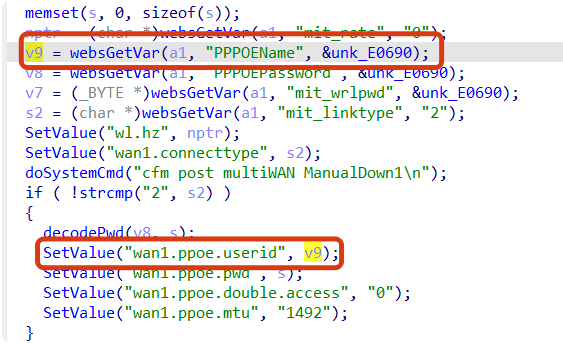 memset(s, 0, sizeof(s));
nptr = (char *)websGetVar(a1, "mit_rate", "0");
v9 = websGetVar(a1, "PPPOEName", &unk_E0690);
v8 = websGetVar(a1, "PPPOEPassword", &unk_E0690);
v7 = (_BYTE *)websGetVar(a1, "mit_wrlpwd", &unk_E0690);
s2 = (char *)websGetVar(a1, "mit_linktype", "2");
SetValue("wl.hz", nptr);
SetValue("wan1.connecttype", s2);
doSystemCmd("cfm post multiWAN ManualDown1\n");
if ( !strcmp("2", s2) )
{
decodePwd(v8, s);
SetValue("wan1.ppoe.userid", v9);
SetValue("wan1.ppoe.pwd", s);
SetValue("wan1.ppoe.double.access", "0");
SetValue("wan1.ppoe.mtu", "1492");
}